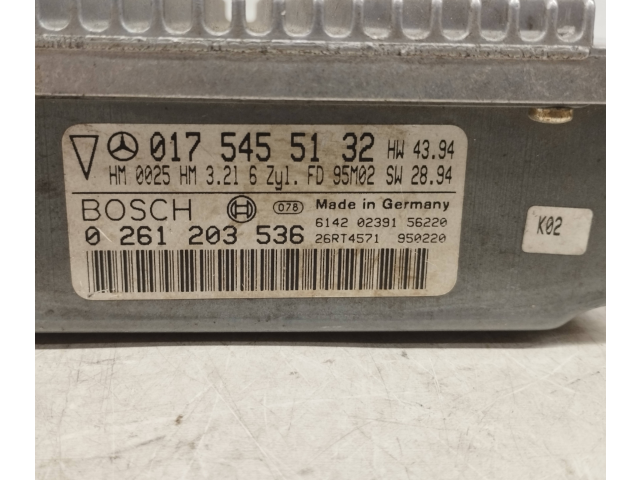 017 545 51 32 HW 43.94
HM 0025 HM 3.21 6 Zyl. FD 95M02 SW 28.94
BOSCH 078 Made in Germany
6142 02391 56220
0 261 203 536 26RT4571 950220
K02